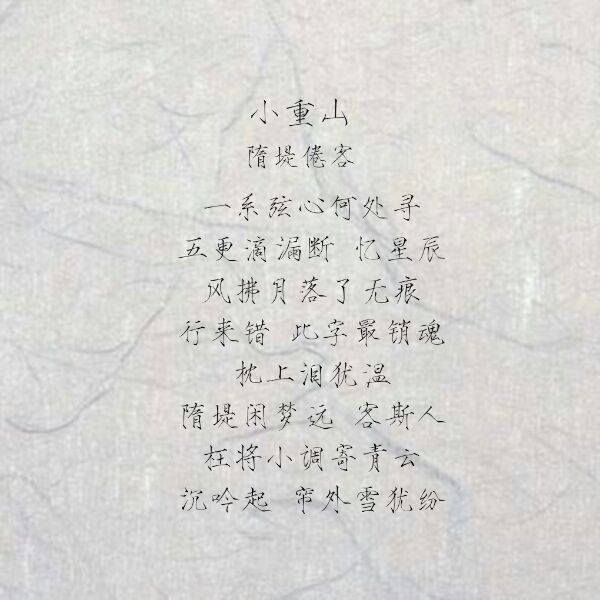 小重山
隋堤倦客
一系弦心何处寻
五更滴漏断 忆星辰
风拂月落了无痕
行来错 此字最销魂
枕上泪犹温
隋堤闲梦远 客斯人
枉将小调寄青云
沉吟起 帘外雪犹纷